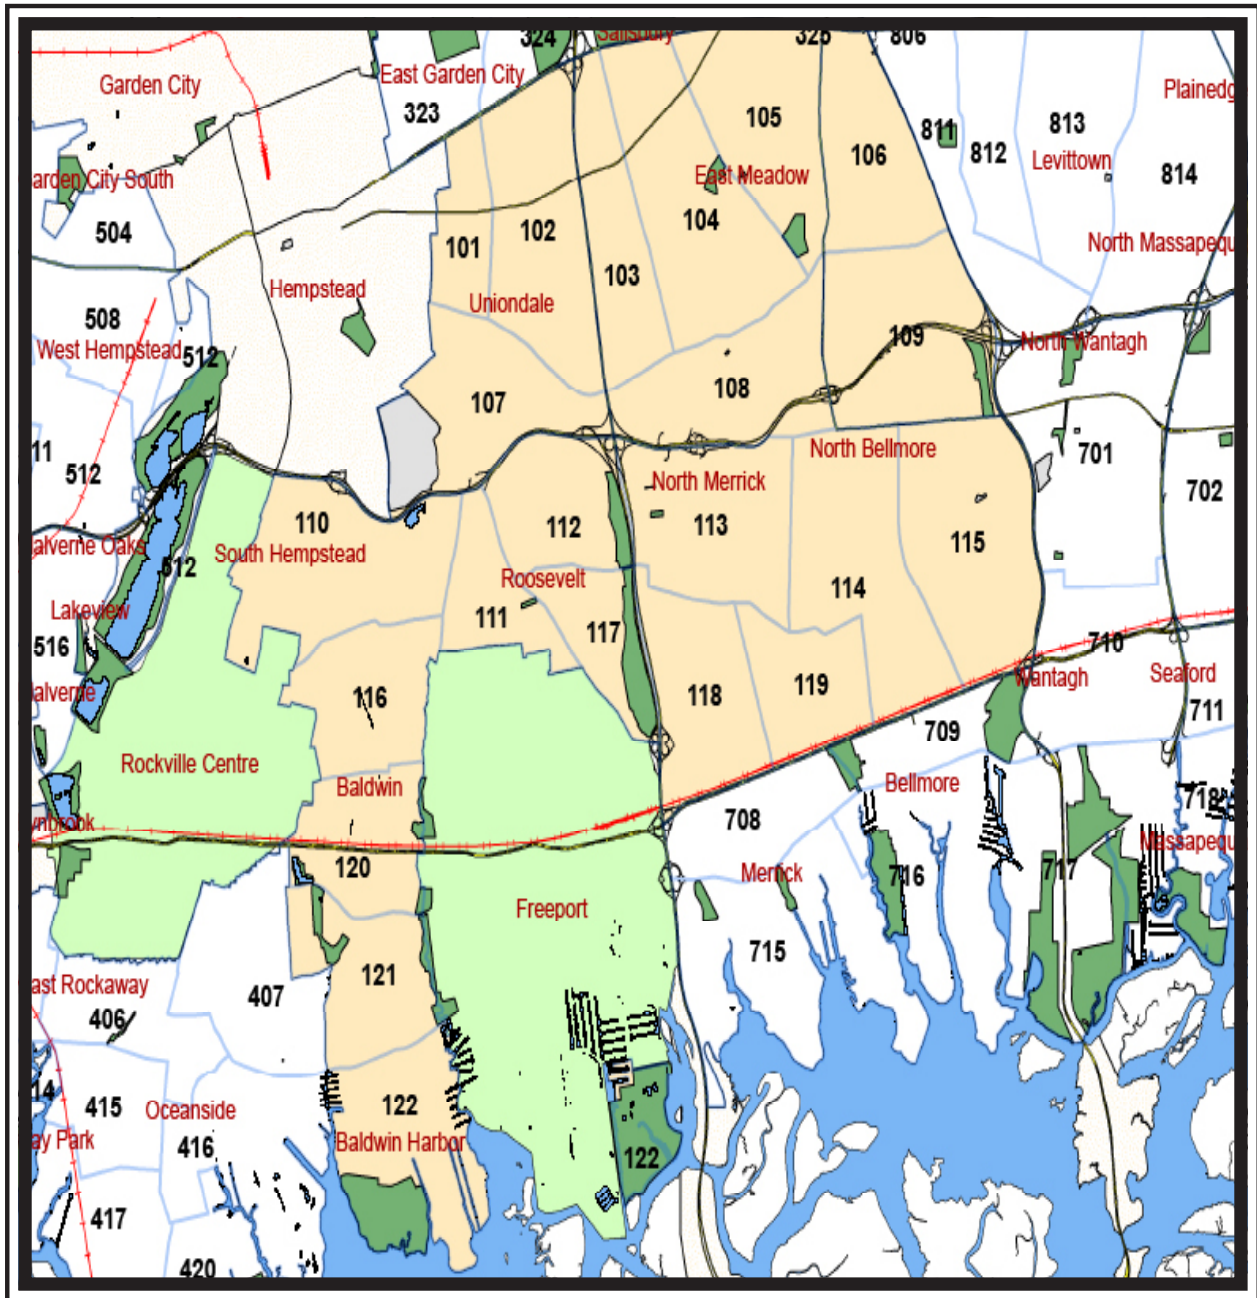 324
Salisbury
325
806
Garden City
East Garden City
323
105
811
812
813
Levittown
Plainedg
814
106
arden City South
504
East Meadow
104
101
102
103
North Massapequ
Hempstead
Uniondale
508
West Hempstead
512
109
North Wantagh
107
108
11
512
North Bellmore
701
702
North Merrick
110
112
113
115
alverne Oaks
South Hempstead
512
Roosevelt
114
Lakeview
516
111
117
710
alverne
116
118
119
Wantagh
Seaford
711
709
Rockville Centre
Baldwin
Bellmore
718
ynbrook
708
Massapequ
120
Merrick
716
717
Freeport
121
715
ast Rockaway
406
407
14
415
Oceanside
122
ay Park
416
Baldwin Harbor
122
417
420